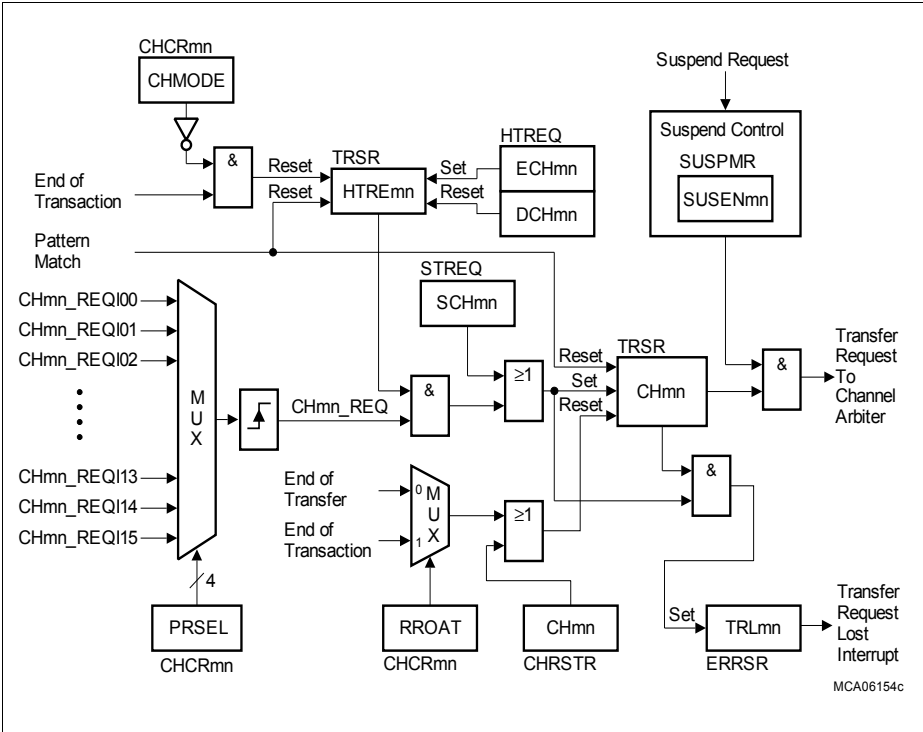 CHCRmn
CHMODE
Suspend Request
Suspend Control
SUSPMR
SUSENmn
HTREQ
ECHmn
DCHmn
Set
Reset
TRSR
HTREmn
Reset
Reset
&
End of
Transaction
Pattern
Match
STREQ
SCHmn
CHmn_REQI00
CHmn_REQI01
CHmn_REQI02
CHmn_REQI13
CHmn_REQI14
CHmn_REQI15
M
U
X
4
PRSEL
CHCRmn
CHmn_REQ
&
≥1
Reset
Set
Reset
TRSR
CHmn
&
Transfer
Request
To
Channel
Arbiter
End of
Transfer
End of
Transaction
0
1
M
U
X
RROAT
CHCRmn
≥1
CHmn
CHRSTR
&
Set
TRLmn
ERRSR
Transfer
Request
Lost
Interrupt
MCA06154c